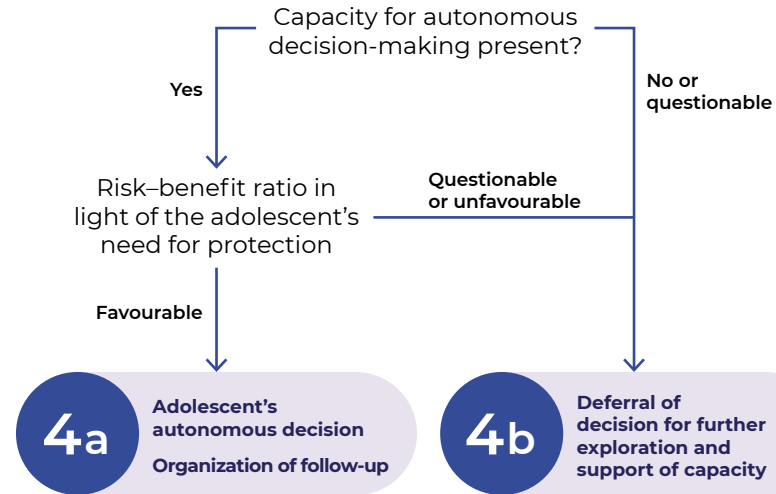 Capacity for autonomous
decision-making present?
Yes
No or
questionable
Risk–benefit ratio in
light of the adolescent’s
need for protection
Questionable
or unfavourable
Favourable
4a
Adolescent’s
autonomous decision
Organization of follow-up
4b
Deferral of
decision for further
exploration and
support of capacity